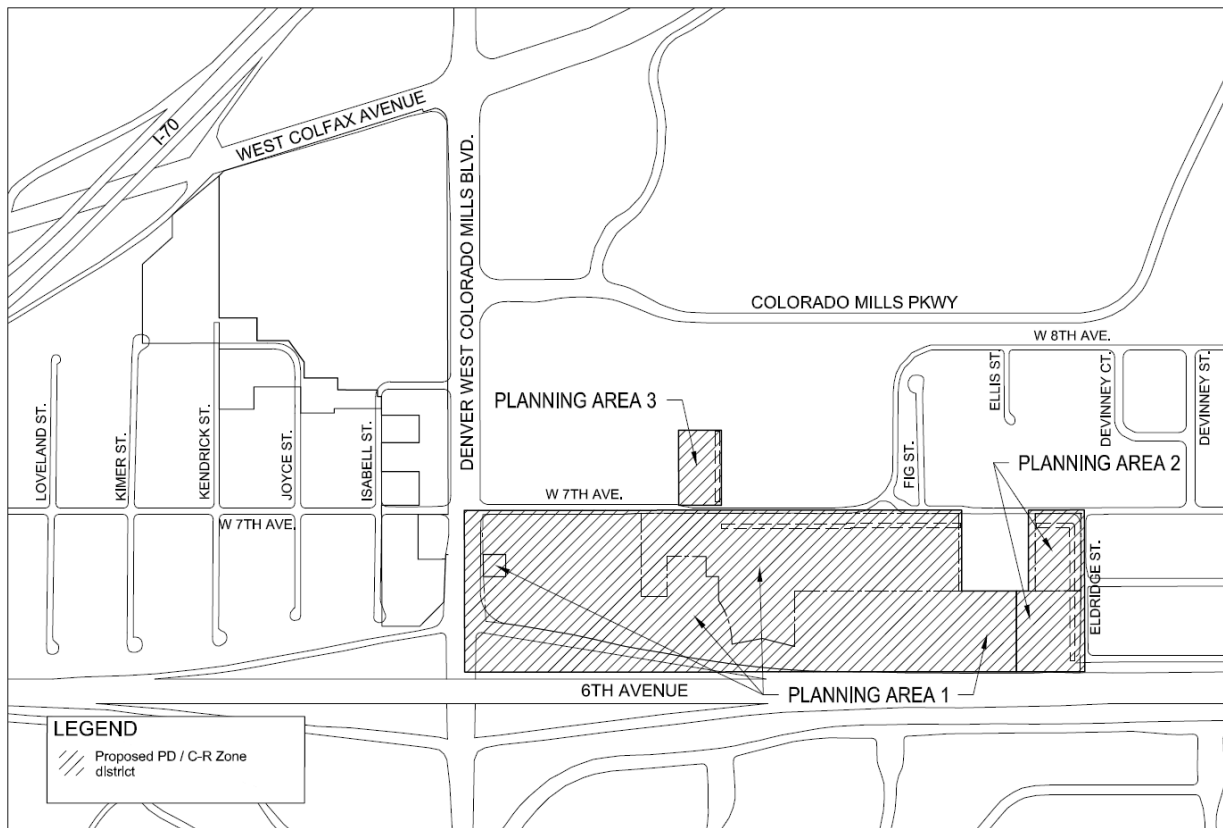 I-70
WEST COLFAX AVENUE
DENVER WEST COLORADO MILLS BLVD.
COLORADO MILLS PKWY
W 8TH AVE.
LOVELAND ST.
KIMER ST.
KENDRICK ST.
JOYCE ST.
ISABELL ST.
PLANNING AREA 3
FIG ST.
ELLIS ST.
DEVINNEY CT.
DEVINNEY ST.
PLANNING AREA 2
W 7TH AVE.
W 7TH AVE.
ELDRIDGE ST.
6TH AVENUE
PLANNING AREA 1
LEGEND
Proposed PD / C-R Zone
district